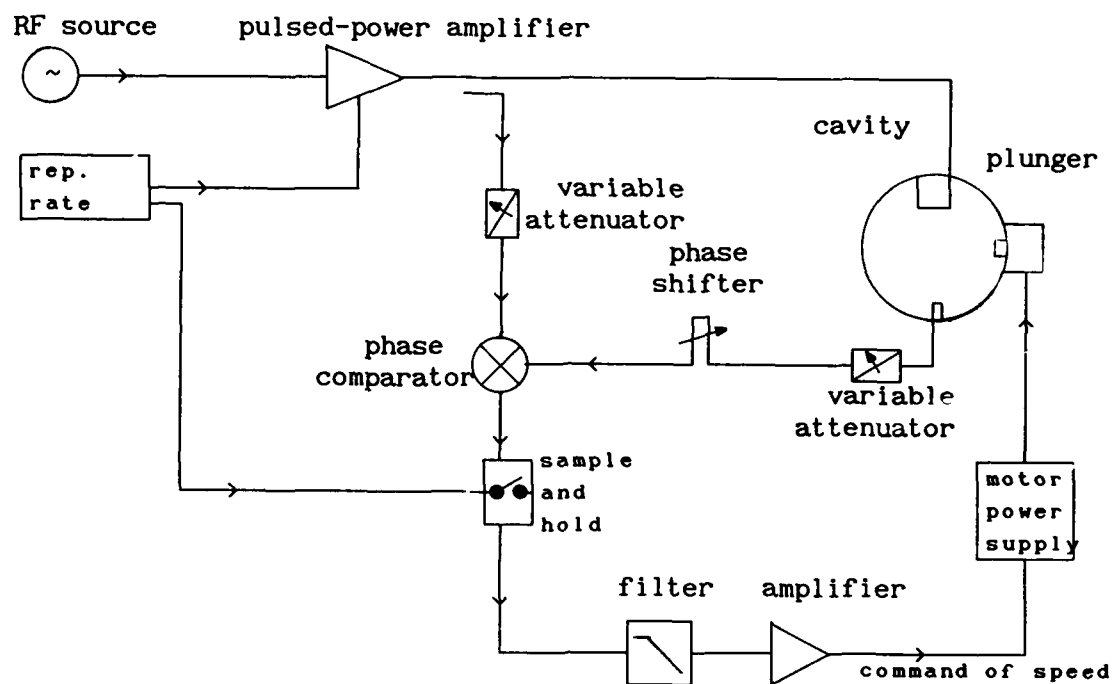 RF source
pulsed-power amplifier
~
cavity
plunger
rep.
rate
variable
attenuator
phase
shifter
phase
comparator
variable
attenuator
sample
and
hold
motor
power
supply
filter
amplifier
command of speed